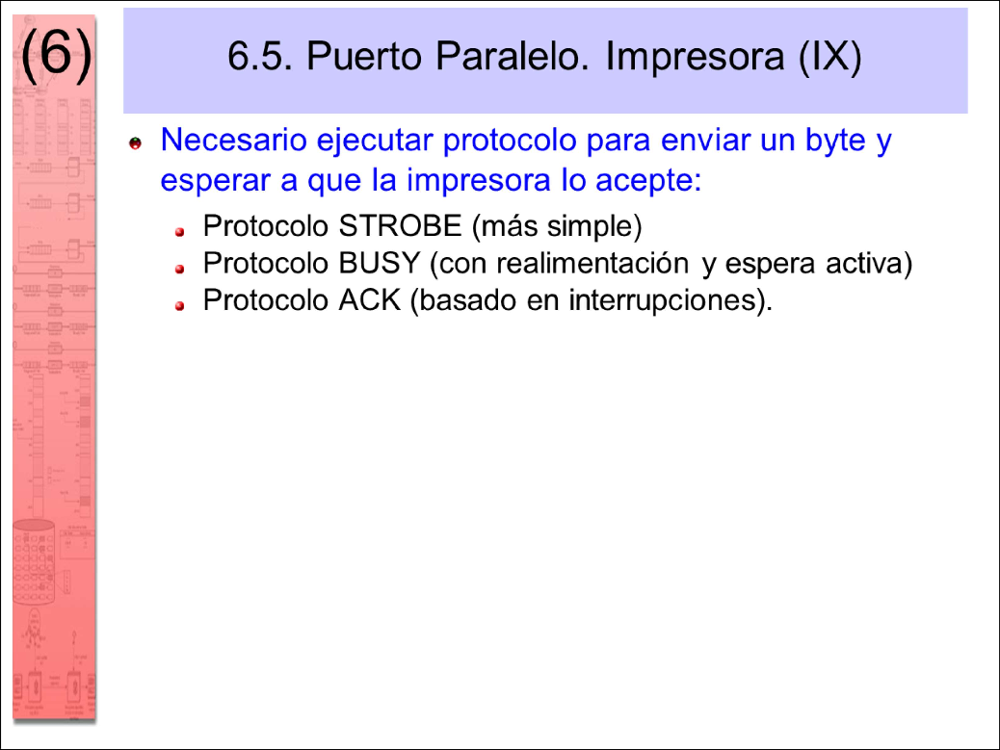 (6)
6.5. Puerto Paralelo. Impresora (IX)
Necesario ejecutar protocolo para enviar un byte y
esperar a que la impresora lo acepte:
Protocolo STROBE (más simple)
Protocolo BUSY (con realimentación y espera activa)
Protocolo ACK (basado en interrupciones).